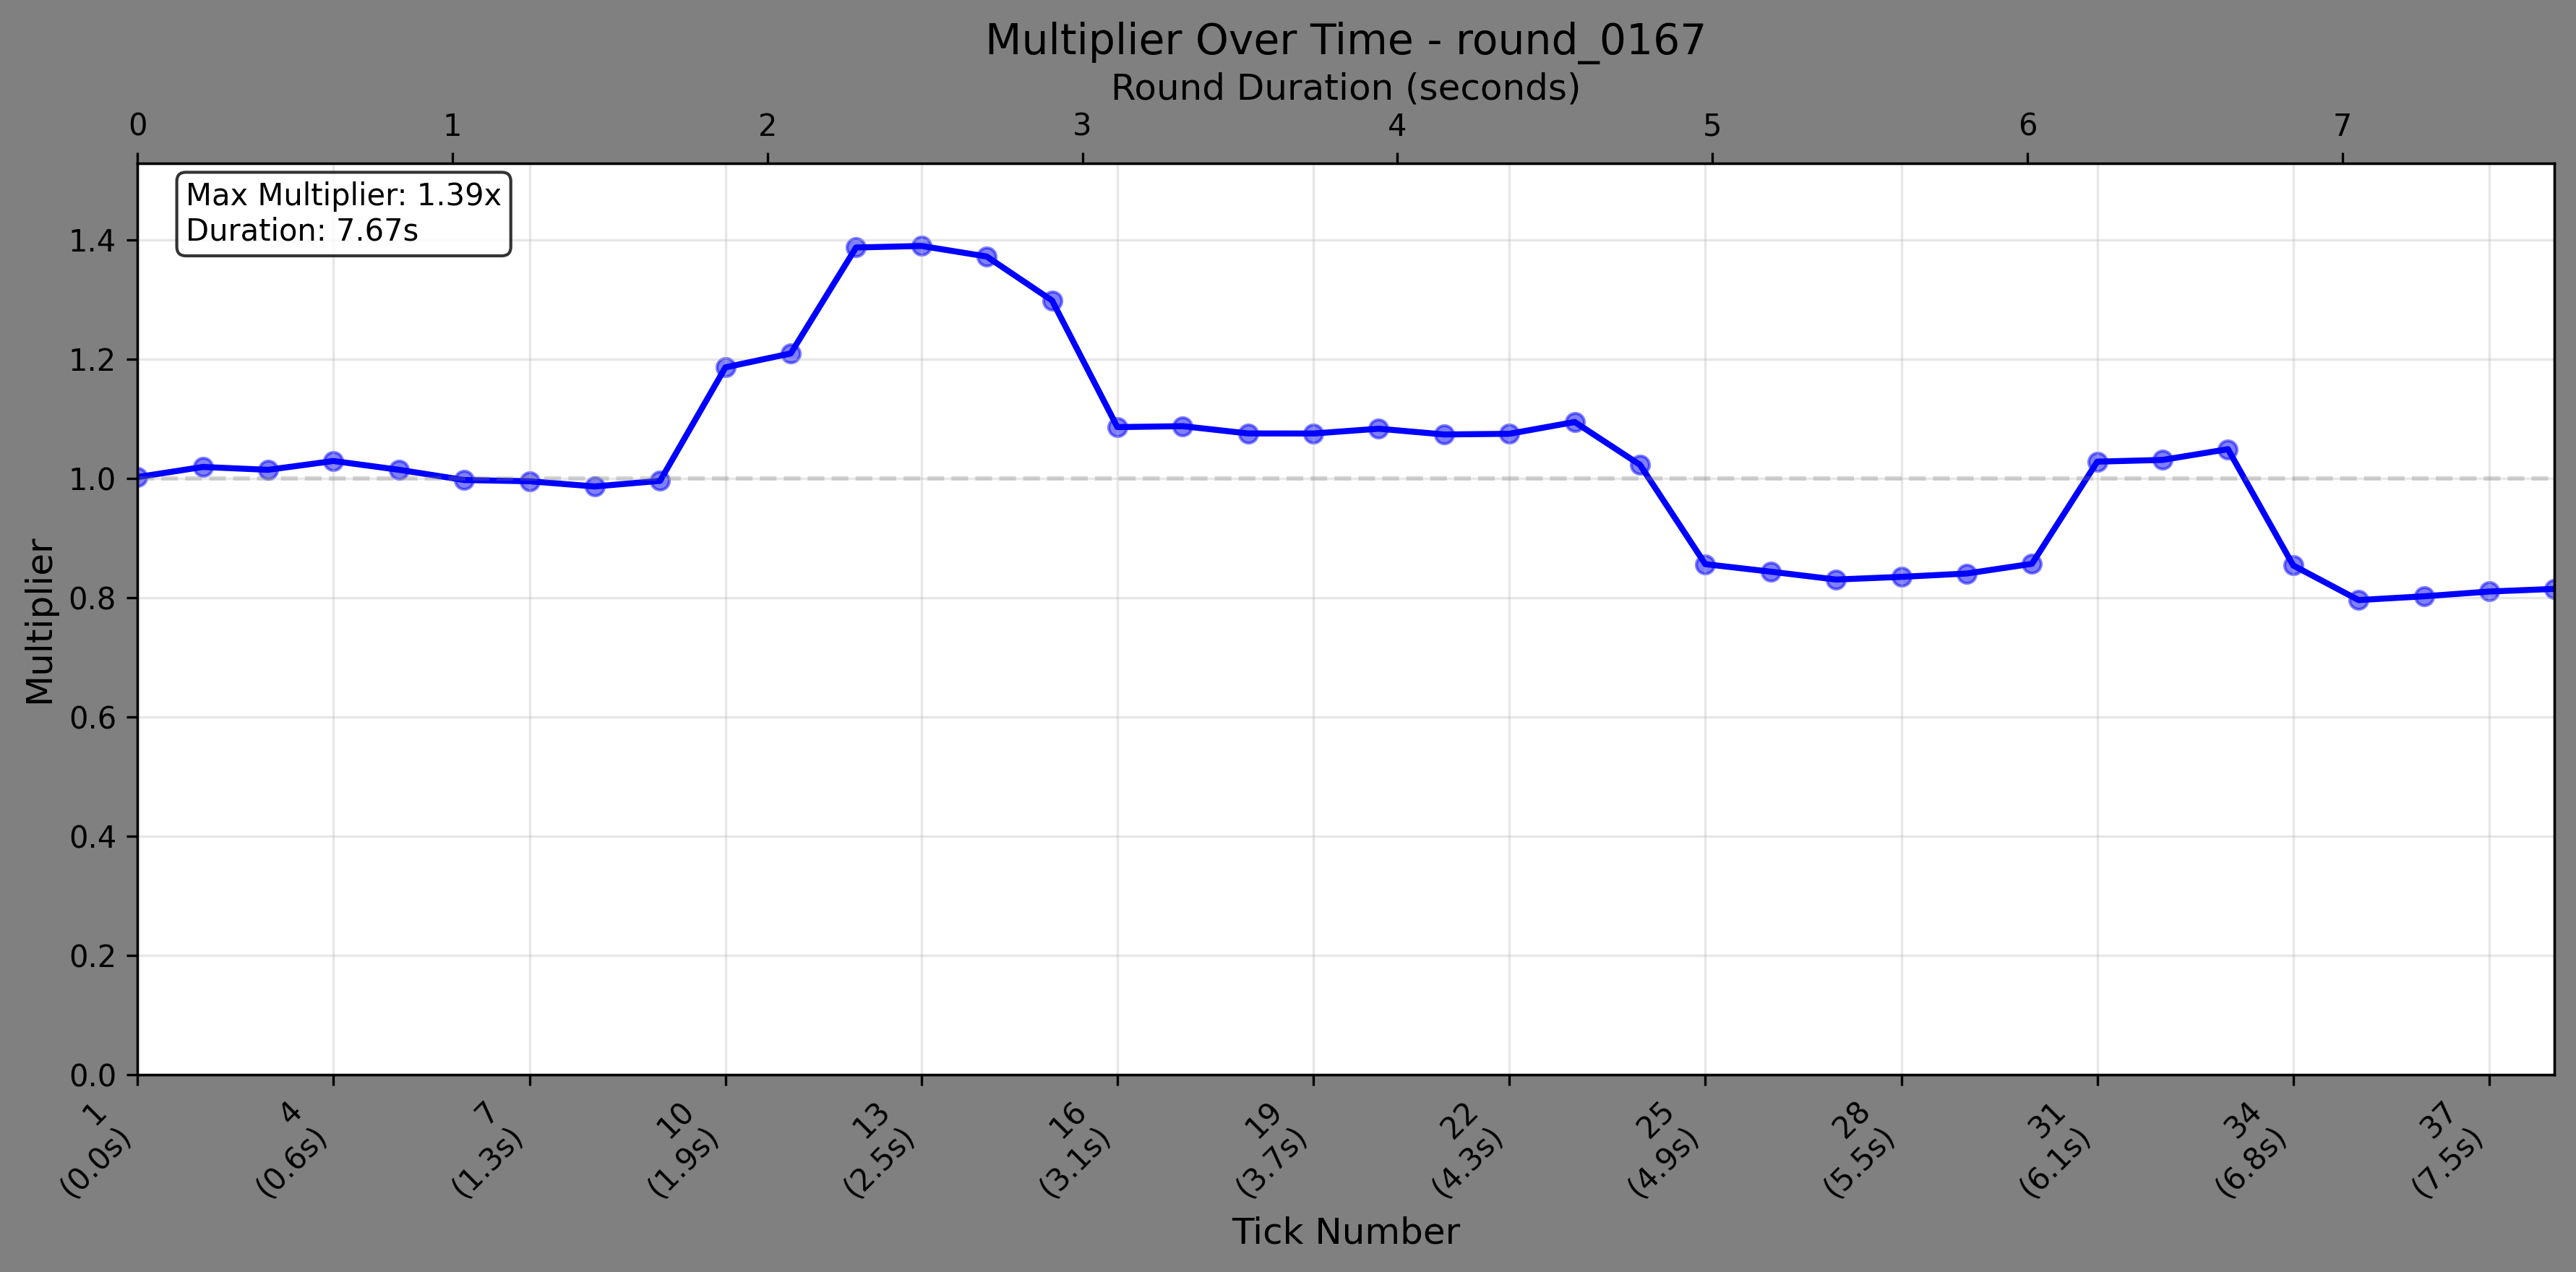 Multiplier Over Time - round_0167
Round Duration (seconds)
0 1 2 3 4 5 6 7
Max Multiplier: 1.39x
Duration: 7.67s
1.4
1.2
1.0
0.8
0.6
0.4
0.2
0.0
Multiplier
1
(0.0s)
4
(0.6s)
7
(1.3s)
10
(1.9s)
13
(2.5s)
16
(3.1s)
19
(3.7s)
22
(4.3s)
25
(4.9s)
28
(5.5s)
31
(6.1s)
34
(6.8s)
37
(7.5s)
Tick Number